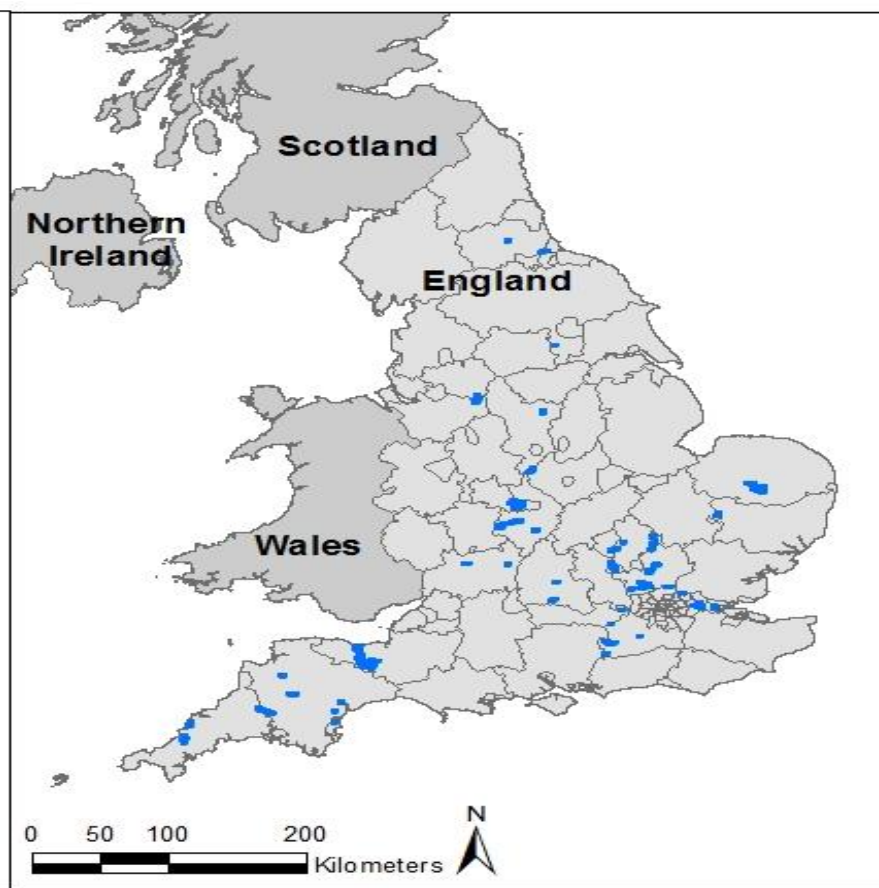 Scotland
Northern
Ireland
England
Wales
N
0 50 100 200
Kilometers